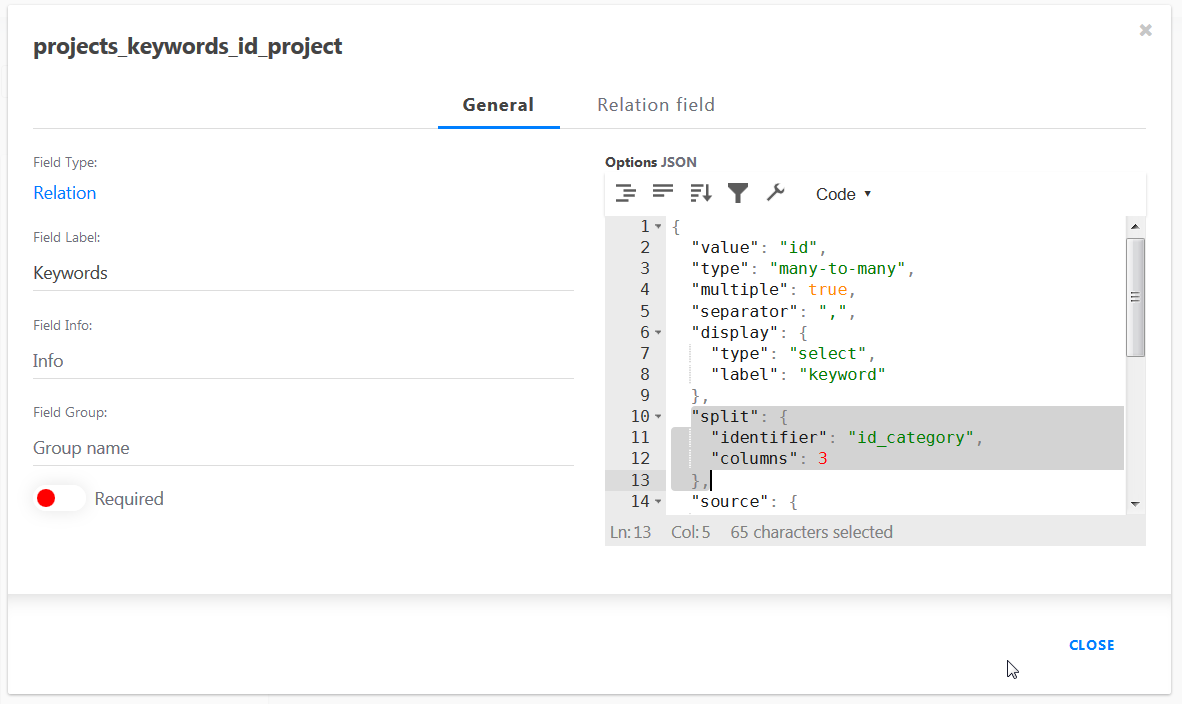 projects_keywords_id_project
×
General
Relation field
Field Type:
Relation
Field Label:
Keywords
Field Info:
Info
Field Group:
Group name
Required
Options JSON
Code ▾
1 {
2 "value": "id",
3 "type": "many-to-many",
4 "multiple": true,
5 "separator": ",",
6 "display": {
7 "type": "select",
8 "label": "keyword"
9 },
10 "split": {
11 "identifier": "id_category",
12 "columns": 3
13 },
14 "source": {
Ln:13 Col:5 65 characters selected
CLOSE